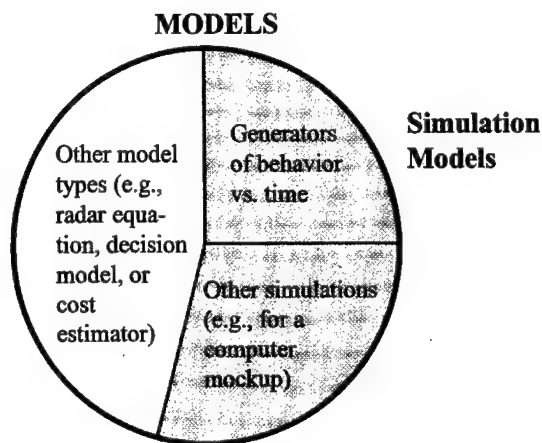 MODELS
Generators
of behavior
vs. time
Simulation
Models
Other model
types (e.g.,
radar equa-
tion, decision
model, or
cost
estimator)
Other simulations
(e.g., for a
computer
mockup)